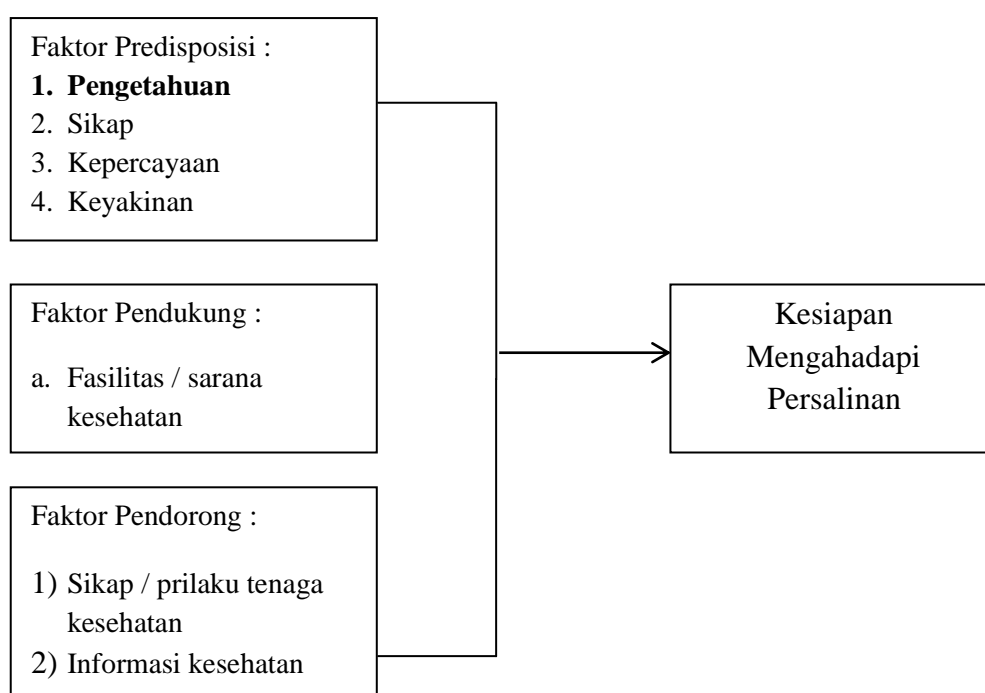 Faktor Predisposisi :
1. Pengetahuan
2. Sikap
3. Kepercayaan
4. Keyakinan
Faktor Pendukung :
a. Fasilitas / sarana
kesehatan
Faktor Pendorong :
1) Sikap / prilaku tenaga
kesehatan
2) Informasi kesehatan
Kesiapan
Mengahadapi
Persalinan